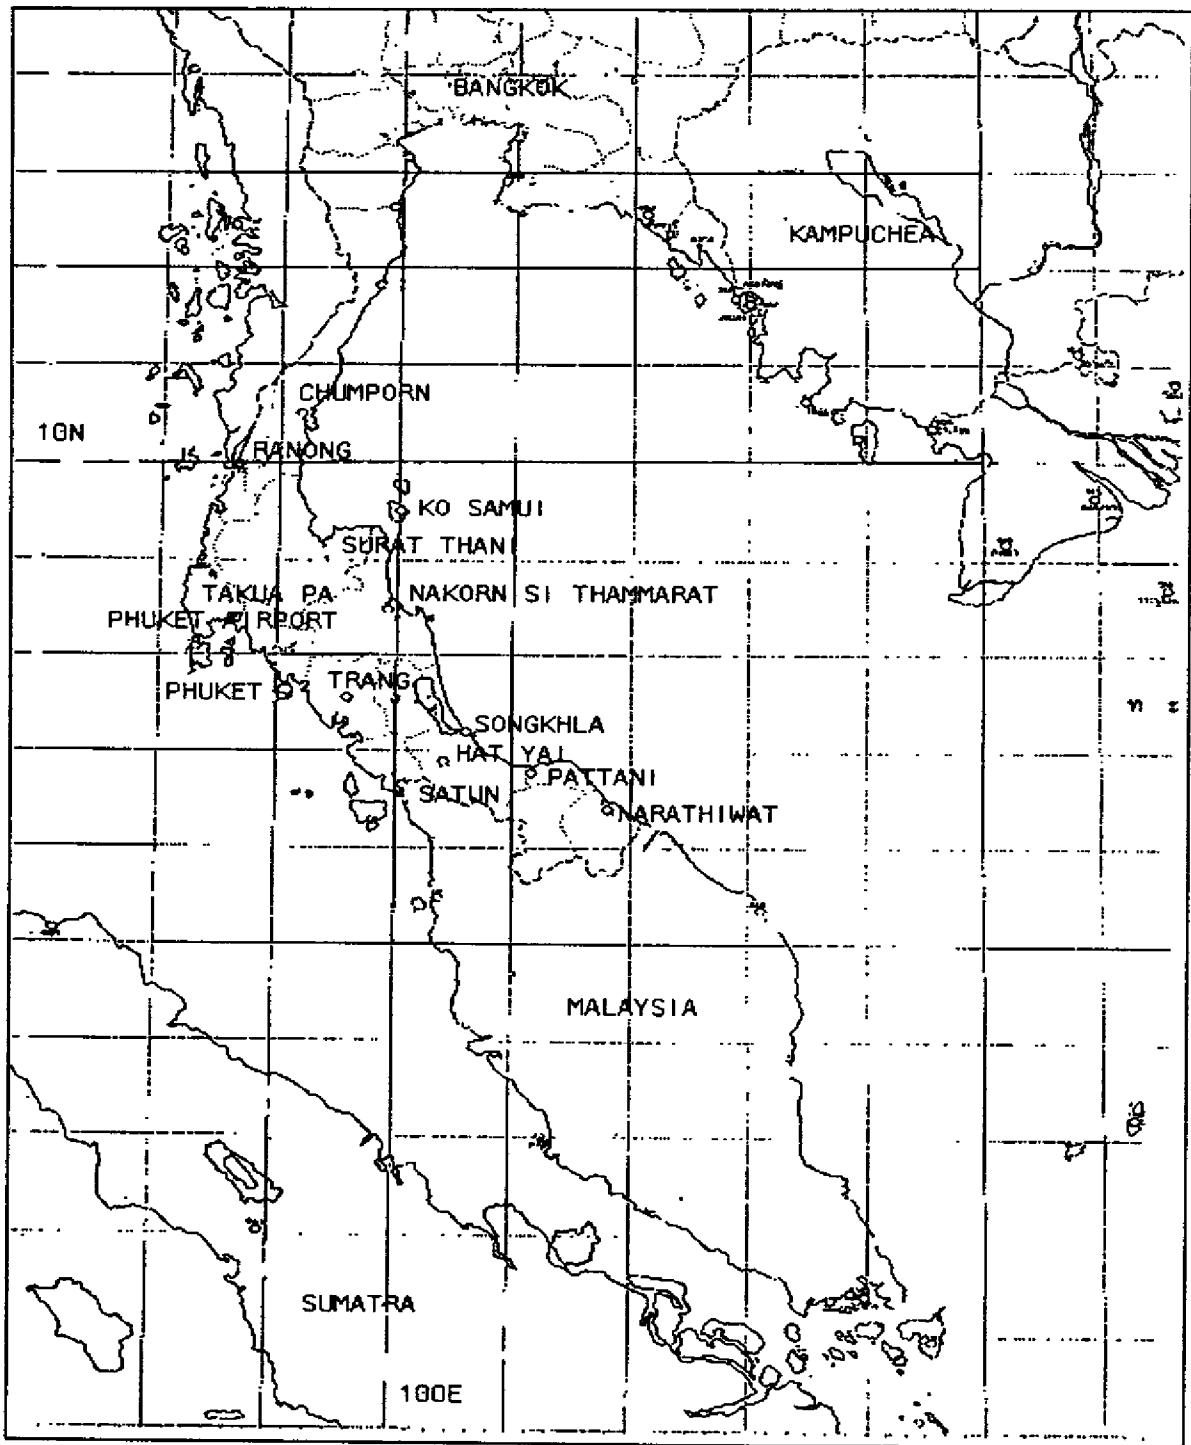 BANGKOK
KAMPUCHEA
CHUMPORN
10N
RANONG
KO SAMUI
SURAT THANI
TAKUA PA
NAKORN SI THAMMARAT
PHUKET AIRPORT
PHUKET
TRANG
SONGKHLA
HAT YAI
PATTANI
SATUN
NARATHIWAT
MALAYSIA
SUMATRA
100E